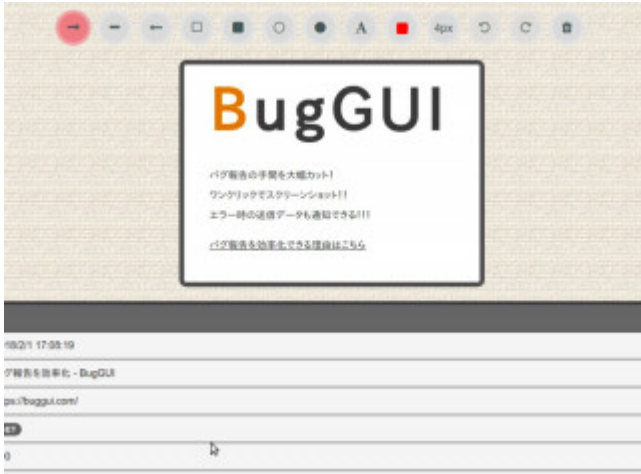 A
4px
BugGUI
バグ報告の手間を大幅カット!
ワンクリックでスクリーンショット!!
エラー時の送信データも通知できる!!!
バグ報告を効率化できる理由はこちら
18/2/1 17:08:19
グ報告を効率化 - BugGUI
ps://buggui.com/